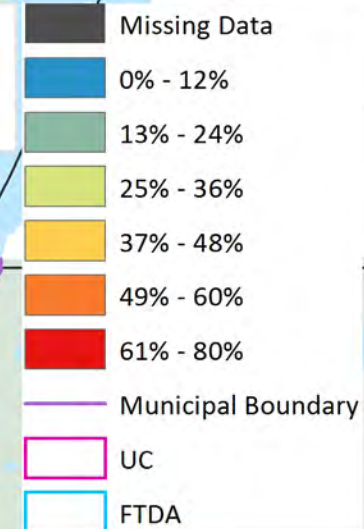 Missing Data
0% - 12%
13% - 24%
25% - 36%
37% - 48%
49% - 60%
61% - 80%
Municipal Boundary
UC
FTDA